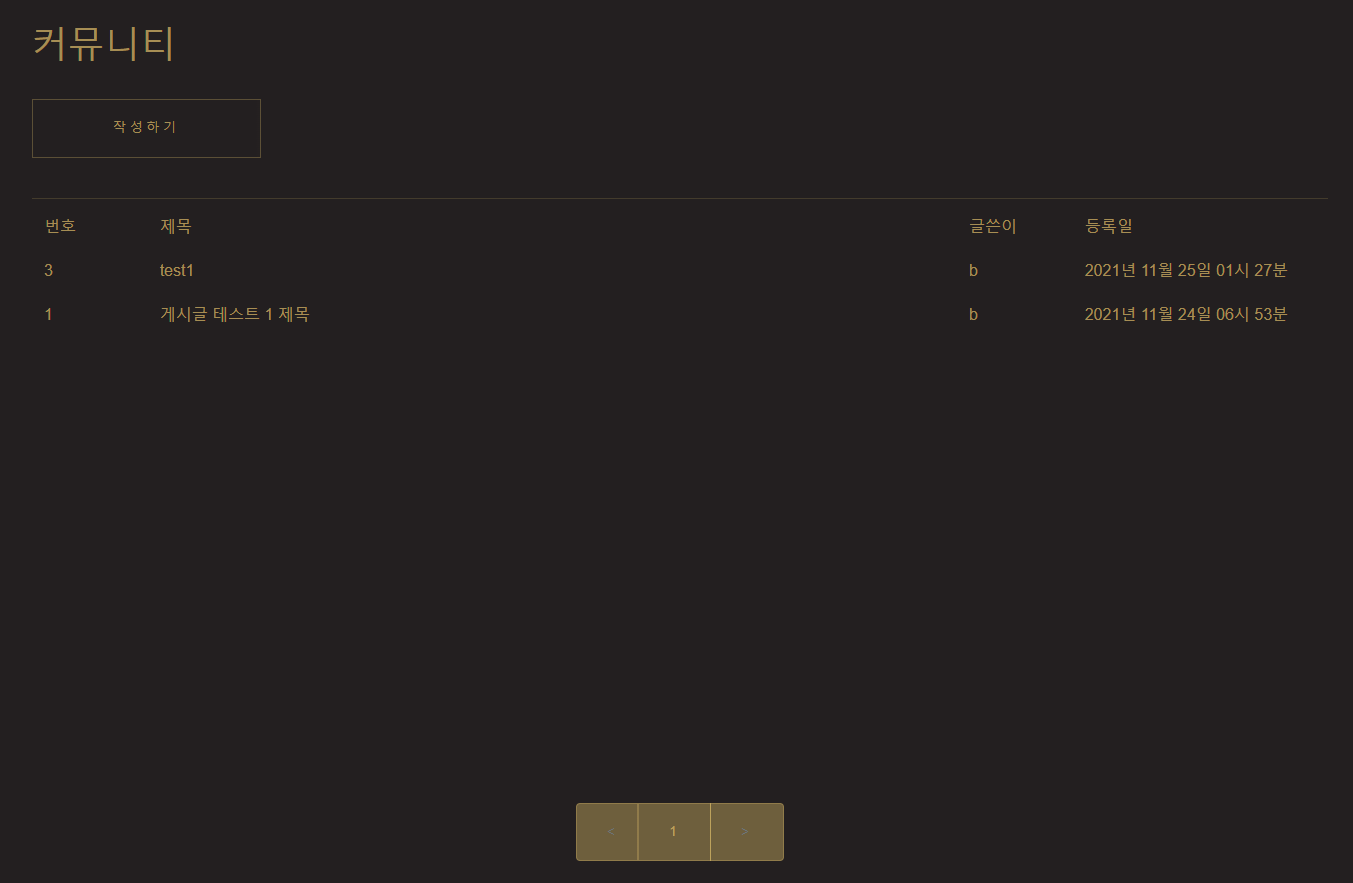 커뮤니티
작성하기
번호 제목 글쓴이 등록일
3 test1 b 2021년 11월 25일 01시 27분
1 게시글 테스트 1 제목 b 2021년 11월 24일 06시 53분
< 1 >